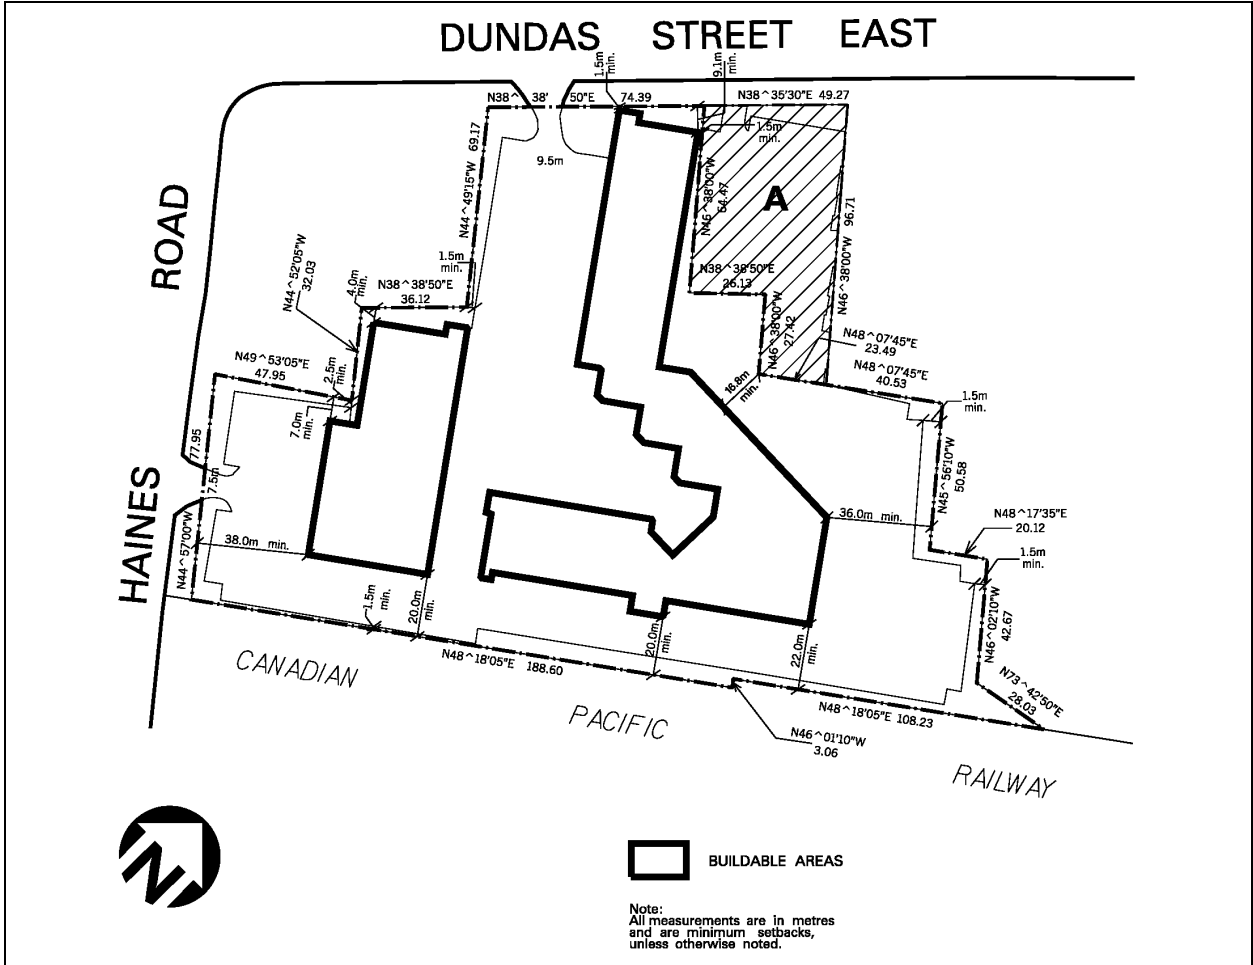 DUNDAS STREET EAST
1.5m
min.
9.1m
min.
N38^ 38' 50"E 74.39
N38^35'30"E 49.27
1.5m
min.
9.5m
N44^49'15"W 69.17
N46^38'00"W
54.47
A
N46^38'00"W 96.71
ROAD
N44^52'05"W
32.03
4.0m
min.
N38^38'50"E
36.12
1.5m
min.
N38^38'50"E
26.13
N46^38'00"W
27.42
N48^07'45"E
23.49
N48^07'45"E
40.53
N49^53'05"E
47.95
2.5m
min.
7.0m
min.
16.8m
min.
1.5m
min.
77.95
7.5m
N45^56'10"W
50.58
HAINES
N44^57'00"W
38.0m min.
36.0m min.
N48^17'35"E
20.12
1.5m
min.
1.5m
min.
20.0m
min.
20.0m
min.
22.0m
min.
N46^02'10"W
42.67
N73^42'50"E
28.03
N48^18'05"E 188.60
N48^18'05"E 108.23
N46^01'10"W
3.06
CANADIAN
PACIFIC
RAILWAY
N
BUILDABLE AREAS
Note:
All measurements are in metres
and are minimum setbacks,
unless otherwise noted.